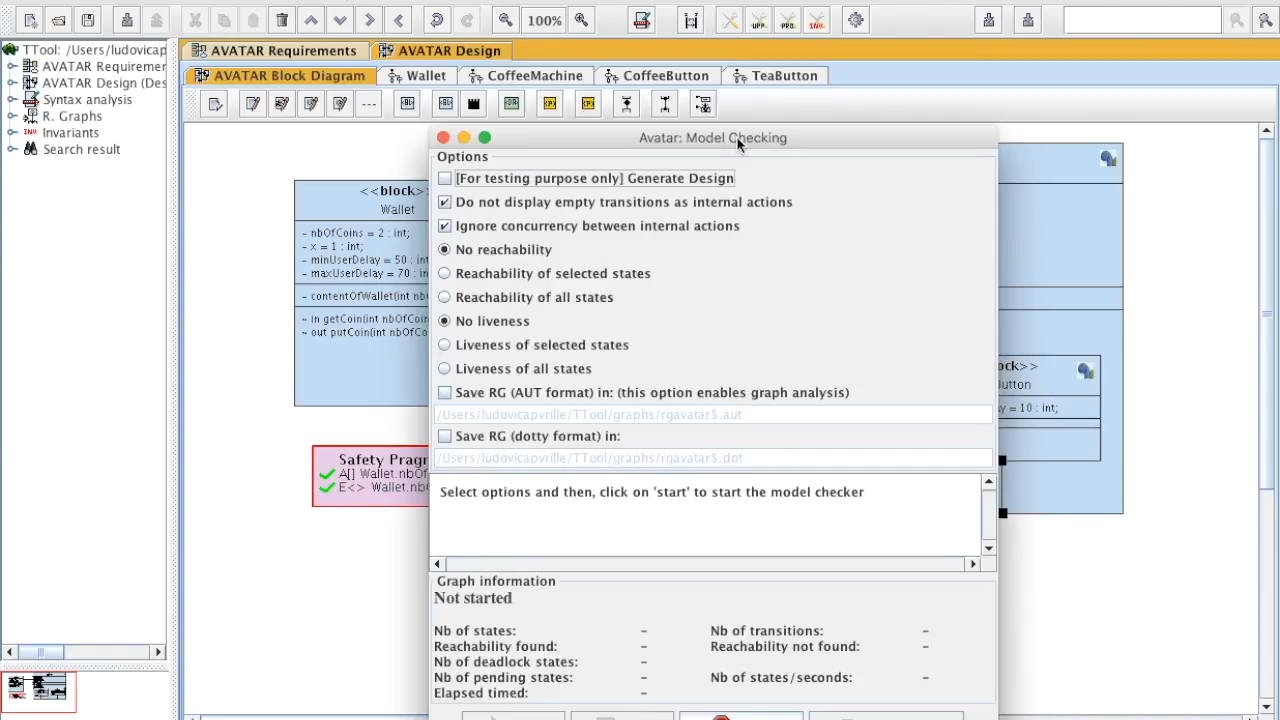 100%
TTool: /Users/ludovicap
AVATAR Requiremer
AVATAR Design (Des
Syntax analysis
R. Graphs
Invariants
Search result
AVATAR Requirements
AVATAR Design
AVATAR Block Diagram
Wallet
CoffeeMachine
CoffeeButton
TeaButton
<<block>
Wallet
- nbOfCoins = 2 : int;
- x = 1 : int;
- minUserDelay = 50 : int
- maxUserDelay = 70 : int
- contentOfWallet(int nb
~ in getCoin(int nbOfCoin
~ out putCoin(int nbOfCo
Safety Pragr
A[] Wallet.nbO
E<> Wallet.nb
Avatar: Model Checking
Options
[For testing purpose only] Generate Design
Do not display empty transitions as internal actions
Ignore concurrency between internal actions
No reachability
Reachability of selected states
Reachability of all states
No liveness
Liveness of selected states
Liveness of all states
Save RG (AUT format) in: (this option enables graph analysis)
/Users/ludovicapvrille/TTool/graphs/rgavatar$.aut
Save RG (dotty format) in:
/Users/ludovicapvrille/TTool/graphs/rgavatar$.dot
Select options and then, click on 'start' to start the model checker
Graph information
Not started
Nb of states: -
Nb of transitions: -
Reachability found: -
Reachability not found: -
Nb of deadlock states: -
Nb of pending states: -
Nb of states/seconds: -
Elapsed timed: -
ock>>
Button
y = 10 : int;